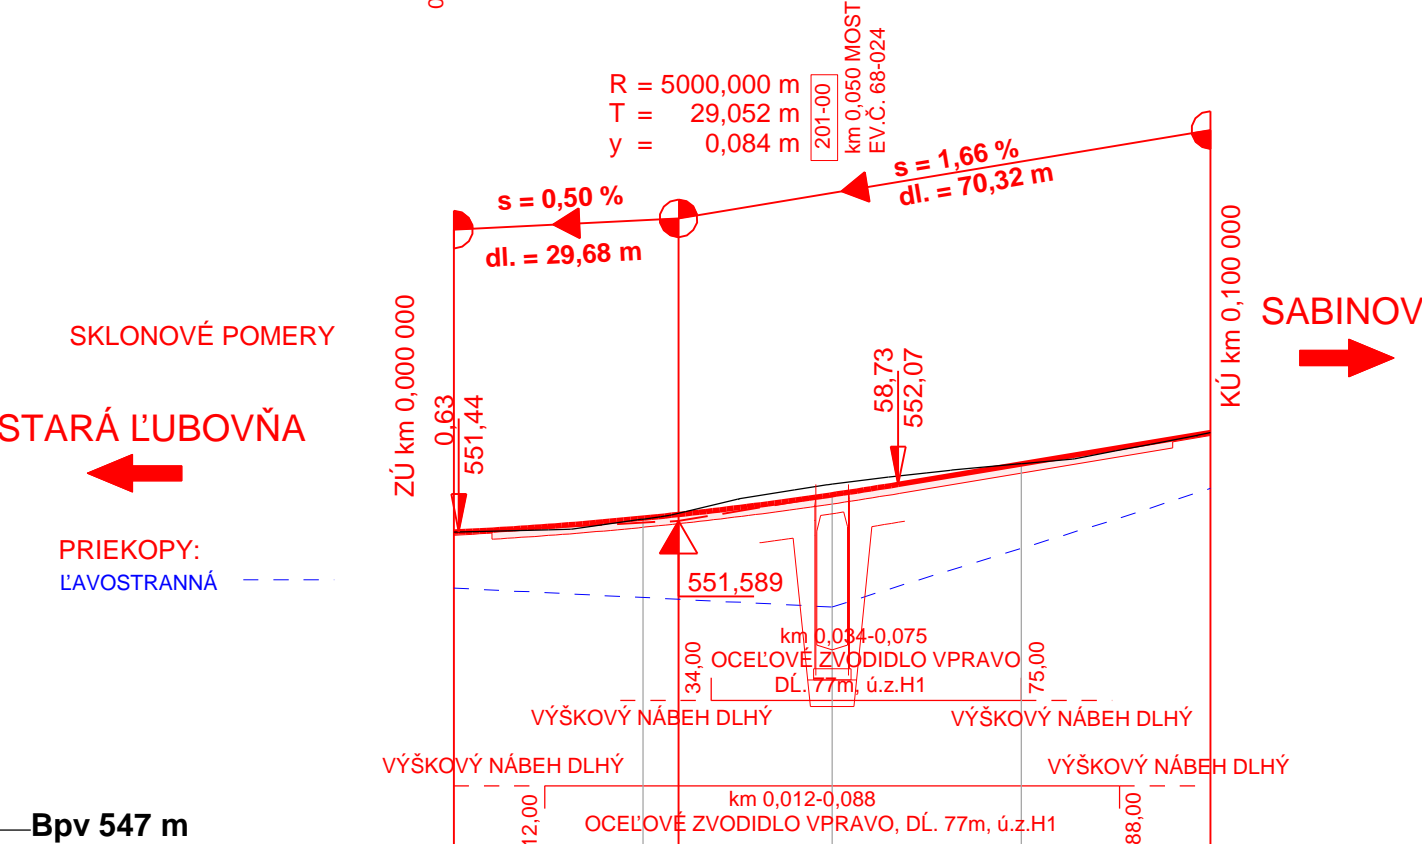 R = 5000,000 m
T = 29,052 m
y = 0,084 m
201-00
km 0,050 MOST
EV.Č. 68-024
s = 1,66 %
dl. = 70,32 m
s = 0,50 %
dl. = 29,68 m
SKLONOVÉ POMERY
ZÚ km 0,000 000
KÚ km 0,100 000
SABINOV
STARÁ ĽUBOVŇA
0,63
551,44
58,73
552,07
PRIEKOPY:
ĽAVOSTRANNÁ
551,589
km 0,034-0,075
OCEĽOVÉ ZVODIDLO VPRAVO
DĹ. 77m, ú.z.H1
34,00
75,00
VÝŠKOVÝ NÁBEH DLHÝ
VÝŠKOVÝ NÁBEH DLHÝ
VÝŠKOVÝ NÁBEH DLHÝ
VÝŠKOVÝ NÁBEH DLHÝ
km 0,012-0,088
OCEĽOVÉ ZVODIDLO VPRAVO, DĹ. 77m, ú.z.H1
12,00
88,00
Bpv 547 m